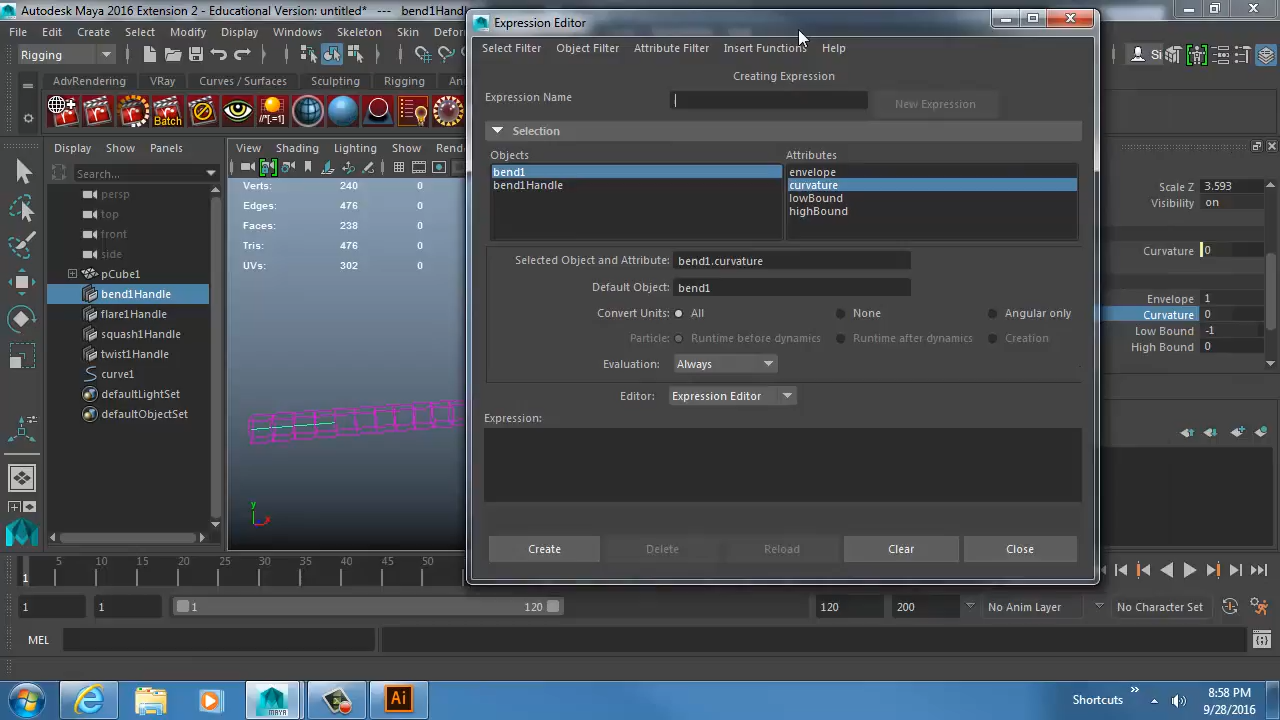 Autodesk Maya 2016 Extension 2 - Educational Version: untitled* --- bend1Hand
Expression Editor
File Edit Create Select Modify Display Windows Skeleton Skin Deform
Select Filter Object Filter Attribute Filter Insert Functions Help
Rigging
Creating Expression
Expression Name
New Expression
AdvRendering VRay Curves / Surfaces Sculpting Rigging
Batch
//*[.=1]
Selection
Objects Attributes
bend1
bend1Handle
envelope
curvature
lowBound
highBound
Display Show Panels
View Shading Lighting Show
Search...
persp
top
front
side
pCube1
bend1Handle
flare1Handle
squash1Handle
twist1Handle
curve1
defaultLightSet
defaultObjectSet
Verts: 240 0
Edges: 476 0
Faces: 238 0
Tris: 476 0
UVs: 302 0
y
x
Selected Object and Attribute: bend1.curvature
Default Object: bend1
Convert Units: All None Angular only
Particle: Runtime before dynamics Runtime after dynamics Creation
Evaluation: Always
Editor: Expression Editor
Expression:
Create Delete Reload Clear Close
Scale Z 3.593
Visibility on
Curvature 0
Envelope 1
Curvature 0
Low Bound -1
High Bound 0
1 5 10 15 20 25 30 35 40 45 50
1 1 1 120 120 200 No Anim Layer No Character Set
MEL
MAYA
Ai
Shortcuts
8:58 PM
9/28/2016